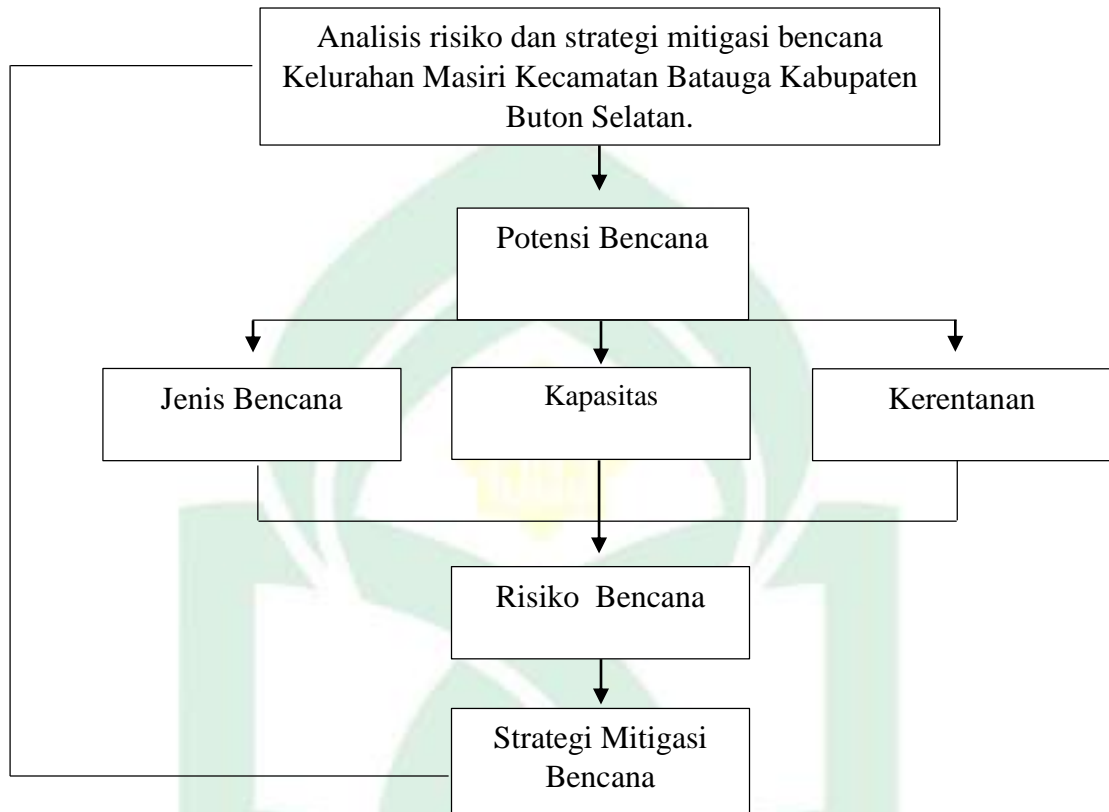 Analisis risiko dan strategi mitigasi bencana
Kelurahan Masiri Kecamatan Batauga Kabupaten
Buton Selatan.
Potensi Bencana
Jenis Bencana
Kapasitas
Kerentanan
Risiko Bencana
Strategi Mitigasi
Bencana